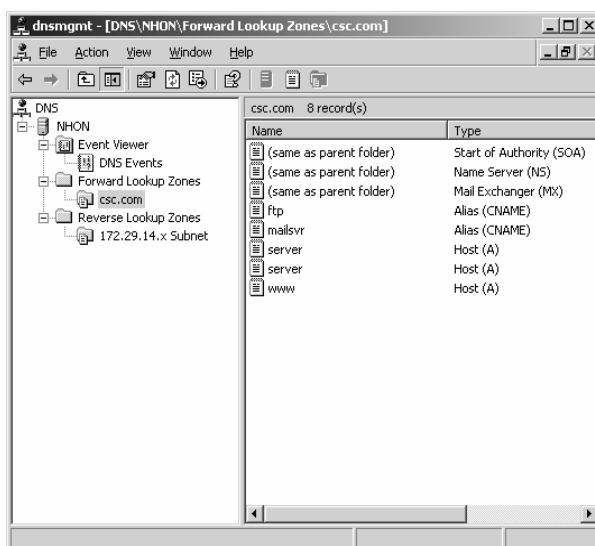 dnsmgmt - [DNS\NHON\Forward Lookup Zones\csc.com]
File Action View Window Help
DNS
NHON
Event Viewer
DNS Events
Forward Lookup Zones
csc.com
Reverse Lookup Zones
172.29.14.x Subnet
csc.com 8 record(s)
Name Type
(same as parent folder) Start of Authority (SOA)
(same as parent folder) Name Server (NS)
(same as parent folder) Mail Exchanger (MX)
ftp Alias (CNAME)
mailsvr Alias (CNAME)
server Host (A)
server Host (A)
www Host (A)